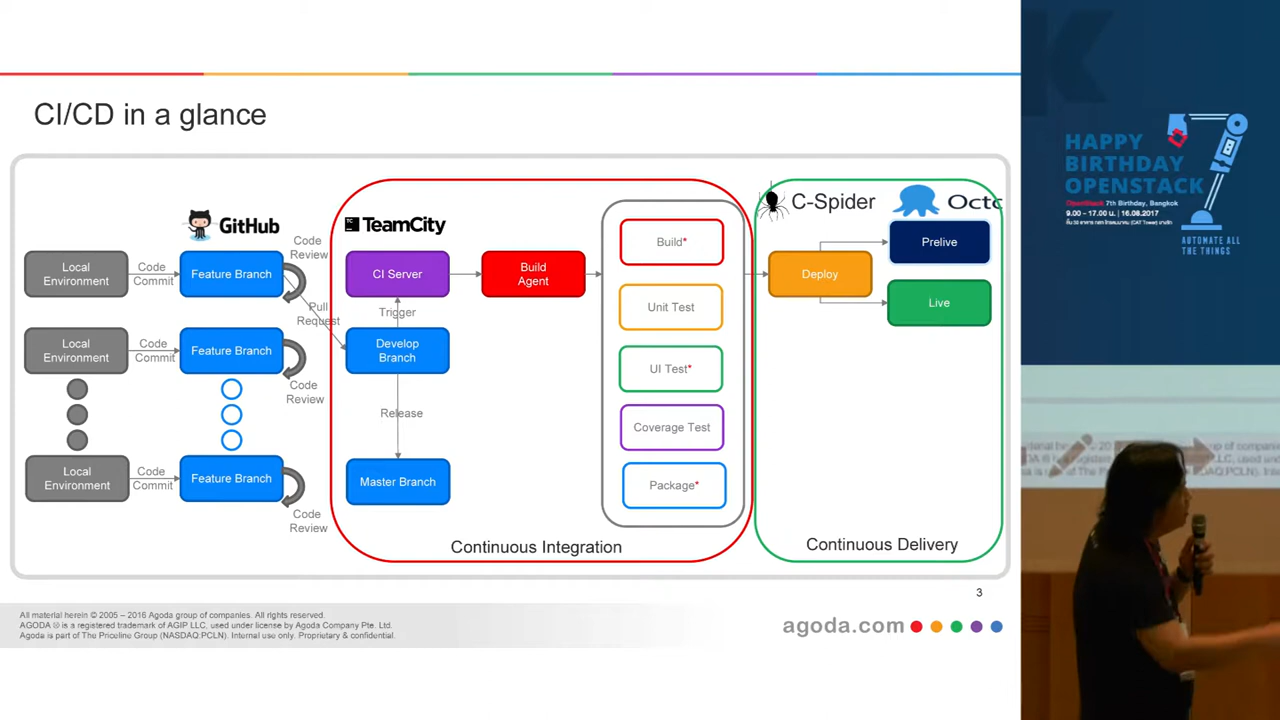 CI/CD in a glance
GitHub
TeamCity
C-Spider
Octo
Local
Environment
Code
Commit
Feature Branch
Code
Review
Pull
Request
CI Server
Trigger
Develop
Branch
Release
Master Branch
Build
Agent
Build*
Unit Test
UI Test*
Coverage Test
Package*
Deploy
Prelive
Live
Local
Environment
Code
Commit
Feature Branch
Code
Review
Local
Environment
Code
Commit
Feature Branch
Code
Review
Continuous Integration
Continuous Delivery
3
All material herein © 2005 – 2016 Agoda group of companies. All rights reserved.
AGODA ® is a registered trademark of AGIP LLC, used under license by Agoda Company Pte. Ltd.
Agoda is part of The Priceline Group (NASDAQ:PCLN). Internal use only. Proprietary & confidential.
agoda.com
HAPPY
BIRTHDAY
OPENSTACK
7
OpenStack 7th Birthday, Bangkok
9.00 - 17.00 น. | 16.08.2017
AUTOMATE ALL
THE THINGS